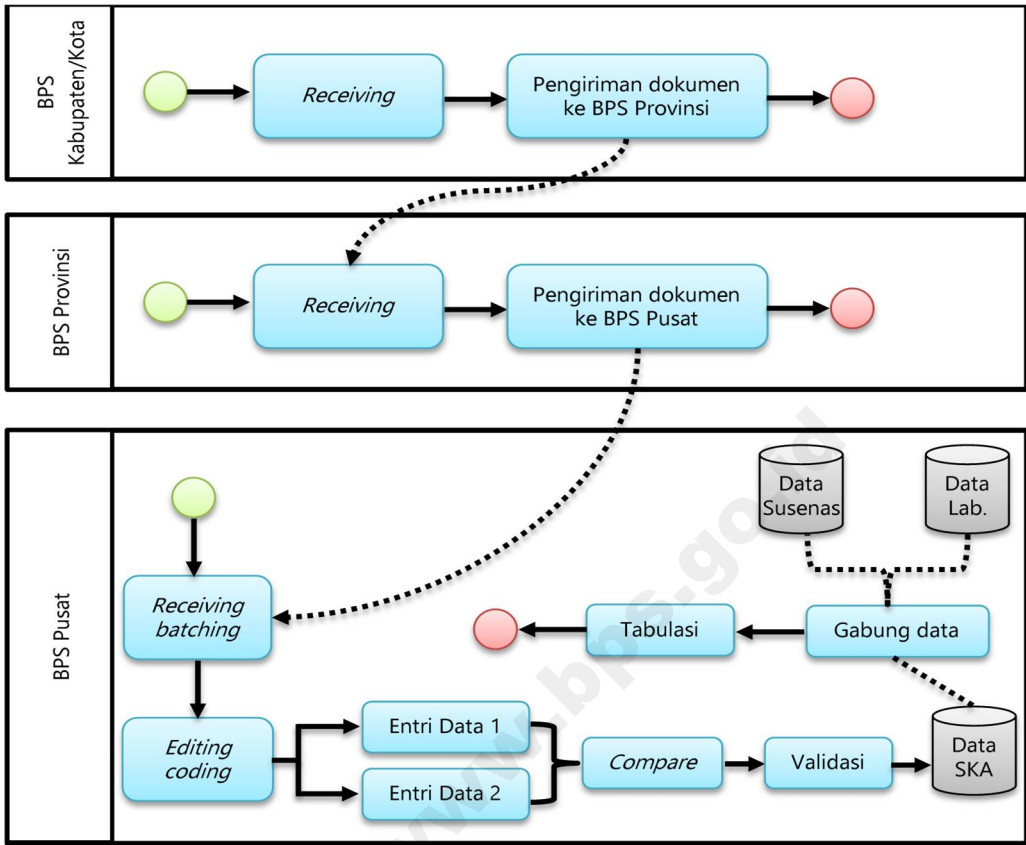 BPS
Kabupaten/Kota
Receiving
Pengiriman dokumen
ke BPS Provinsi
BPS Provinsi
Receiving
Pengiriman dokumen
ke BPS Pusat
BPS Pusat
Data
Susenas
Data
Lab.
Receiving
batching
Tabulasi
Gabung data
Editing
coding
Entri Data 1
Entri Data 2
Compare
Validasi
Data
SKA
www.bps.go.id